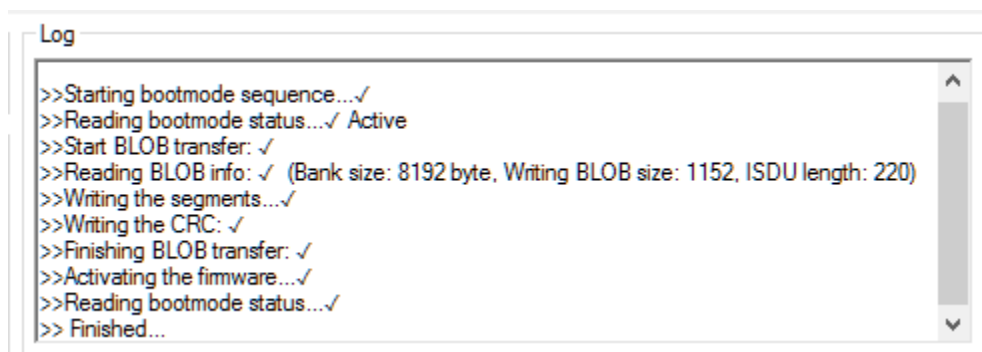 Log
>>Starting bootmode sequence...✓
>>Reading bootmode status...✓ Active
>>Start BLOB transfer: ✓
>>Reading BLOB info: ✓  (Bank size: 8192 byte, Writing BLOB size: 1152, ISDU length: 220)
>>Writing the segments...✓
>>Writing the CRC: ✓
>>Finishing BLOB transfer: ✓
>>Activating the firmware...✓
>>Reading bootmode status...✓
>> Finished...